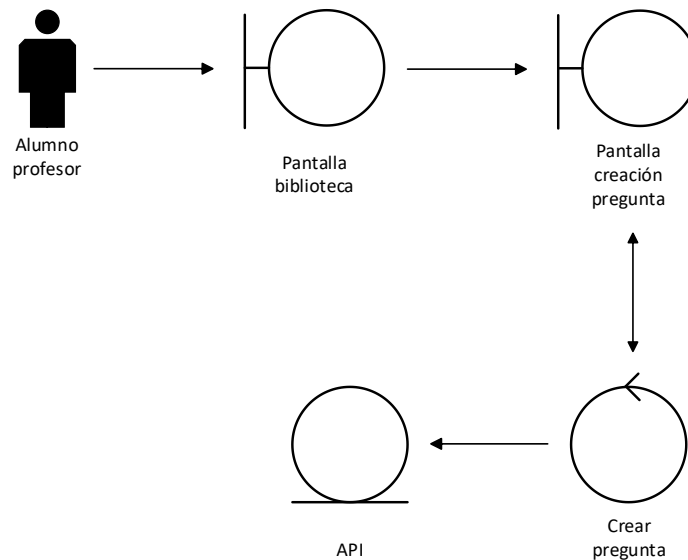 Alumno
profesor
Pantalla
biblioteca
Pantalla
creación
pregunta
API
Crear
pregunta